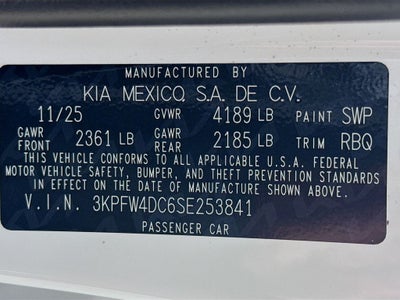 MANUFACTURED BY
KIA MEXICO, S.A. DE C.V.
11/25 GVWR 4189 LB PAINT SWP
GAWR FRONT 2361 LB GAWR REAR 2185 LB TRIM RBQ
THIS VEHICLE CONFORMS TO ALL APPLICABLE U.S.A. FEDERAL
MOTOR VEHICLE SAFETY, BUMPER, AND THEFT PREVENTION STANDARDS
IN EFFECT ON THE DATE OF MANUFACTURE SHOWN ABOVE.
V.I.N. 3KPFW4DC6SE253841
PASSENGER CAR